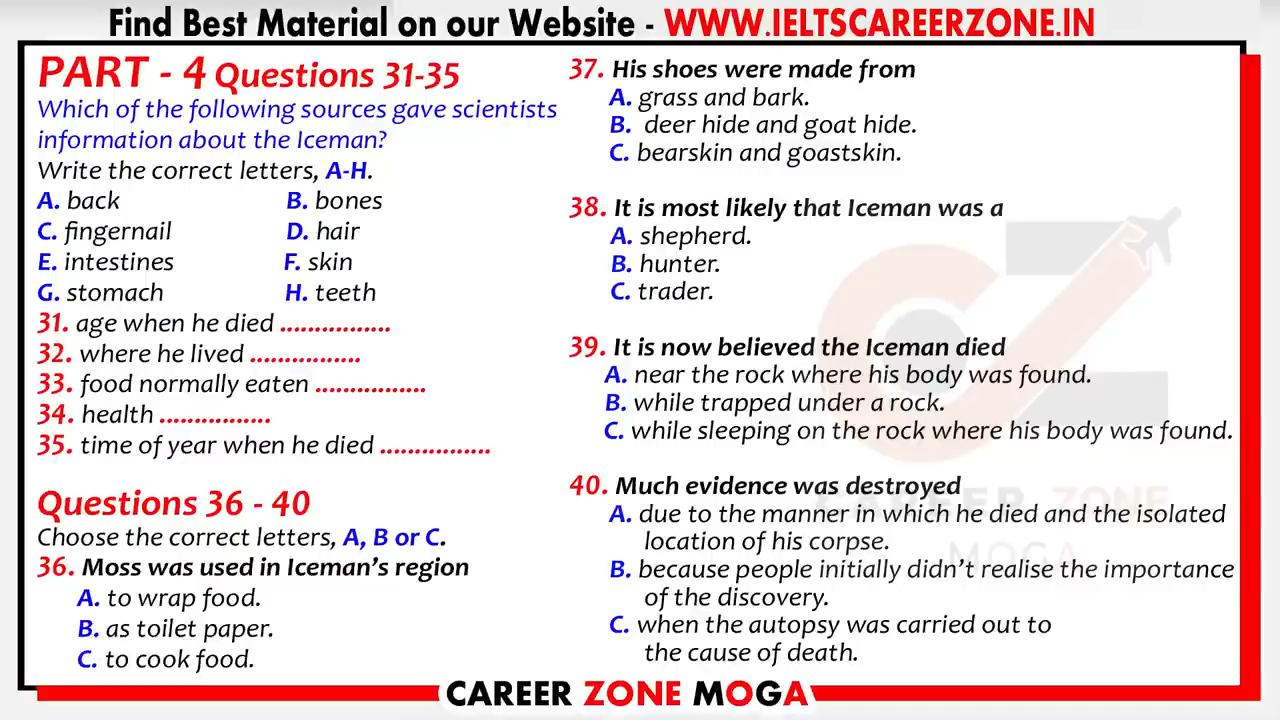 Find Best Material on our Website - WWW.IELTSCAREERZONE.IN
PART - 4 Questions 31-35
Which of the following sources gave scientists
information about the Iceman?
Write the correct letters, A-H.
A. back B. bones
C. fingernail D. hair
E. intestines F. skin
G. stomach H. teeth
31. age when he died ................
32. where he lived ................
33. food normally eaten ................
34. health ................
35. time of year when he died ................
Questions 36 - 40
Choose the correct letters, A, B or C.
36. Moss was used in Iceman's region
A. to wrap food.
B. as toilet paper.
C. to cook food.
37. His shoes were made from
A. grass and bark.
B. deer hide and goat hide.
C. bearskin and goastskin.
38. It is most likely that Iceman was a
A. shepherd.
B. hunter.
C. trader.
39. It is now believed the Iceman died
A. near the rock where his body was found.
B. while trapped under a rock.
C. while sleeping on the rock where his body was found.
40. Much evidence was destroyed
A. due to the manner in which he died and the isolated
location of his corpse.
B. because people initially didn't realise the importance
of the discovery.
C. when the autopsy was carried out to
the cause of death.
CAREER ZONE
MOGA
CAREER ZONE MOGA